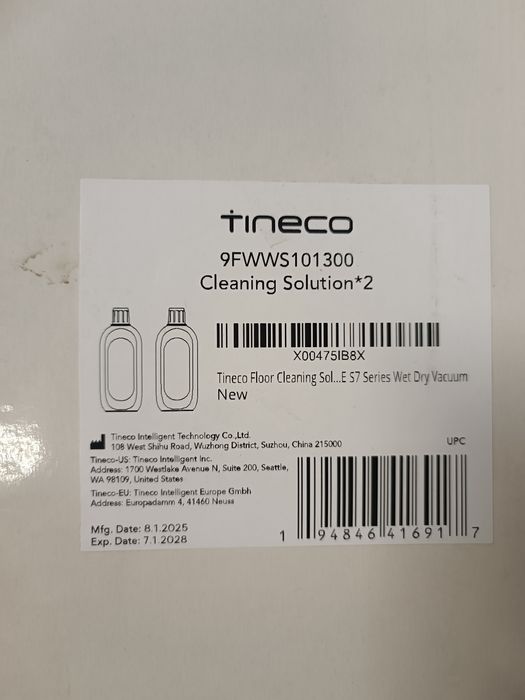 Tineco
9FWWS101300
Cleaning Solution*2
X00475IB8X
Tineco Floor Cleaning Sol...E S7 Series Wet Dry Vacuum
New
Tineco Intelligent Technology Co.,Ltd.
108 West Shihu Road, Wuzhong District, Suzhou, China 215000
UPC
Tineco-US: Tineco Intelligent Inc.
Address: 1700 Westlake Avenue N, Suite 200, Seattle,
WA 98109, United States
Tineco-EU: Tineco Intelligent Europe Gmbh
Address: Europadamm 4, 41460 Neuss
Mfg. Date: 8.1.2025
Exp. Date: 7.1.2028
1 94846 41691 7